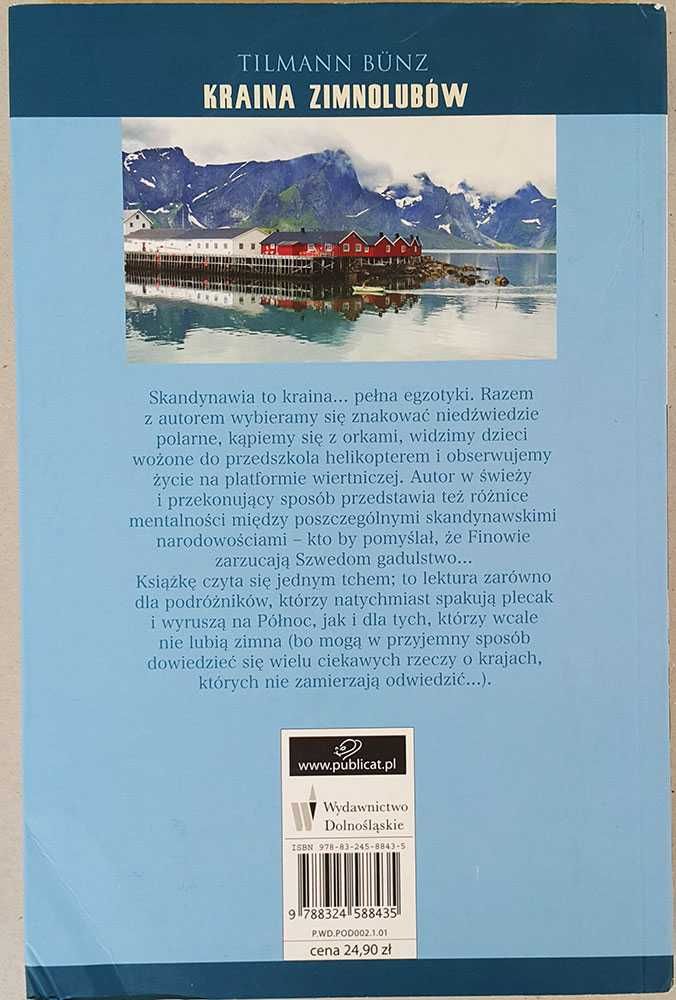 TILMANN BÜNZ
KRAINA ZIMNOLUBÓW
Skandynawia to kraina... pełna egzotyki. Razem
z autorem wybieramy się znakować niedźwiedzie
polarne, kąpiemy się z orkami, widzimy dzieci
wożone do przedszkola helikopterem i obserwujemy
życie na platformie wiertniczej. Autor w świeży
i przekonujący sposób przedstawia też różnice
mentalności między poszczególnymi skandynawskimi
narodowościami – kto by pomyślał, że Finowie
zarzucają Szwedom gadulstwo...
Książkę czyta się jednym tchem; to lektura zarówno
dla podróżników, którzy natychmiast spakują plecak
i wyruszą na Północ, jak i dla tych, którzy wcale
nie lubią zimna (bo mogą w przyjemny sposób
dowiedzieć się wielu ciekawych rzeczy o krajach,
których nie zamierzają odwiedzić...).
www.publicat.pl
Wydawnictwo
Dolnośląskie
ISBN 978-83-245-8843-5
9 788324 588435
P.WD.POD002.1.01
cena 24,90 zł